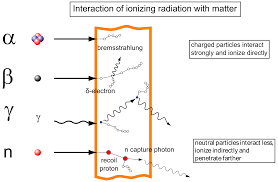 Interaction of ionizing radiation with matter
α
bremsstrahlung
charged particles interact
strongly and ionize directly
β
δ-electron
γ
γ
n
n capture photon
recoil
proton
neutral particles interact less,
ionize indirectly and
penetrate farther